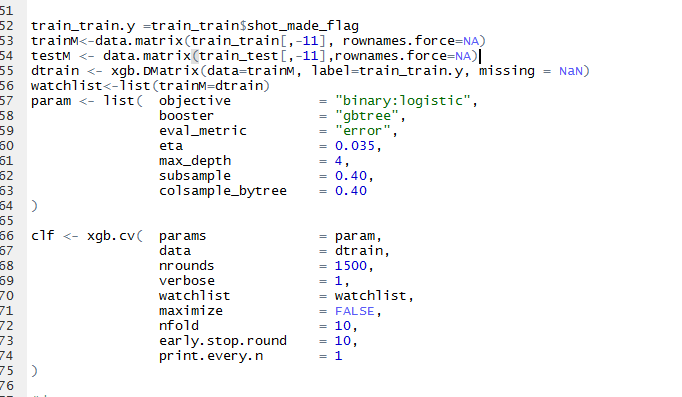 51
52 train_train.y =train_train$shot_made_flag
53 trainM<-data.matrix(train_train[,-11], rownames.force=NA)
54 testM <- data.matrix(train_test[,-11],rownames.force=NA)
55 dtrain <- xgb.DMatrix(data=trainM, label=train_train.y, missing = NaN)
56 watchlist<-list(trainM=dtrain)
57 param <- list(  objective           = "binary:logistic",
58                 booster             = "gbtree",
59                 eval_metric         = "error",
60                 eta                 = 0.035,
61                 max_depth           = 4,
62                 subsample           = 0.40,
63                 colsample_bytree    = 0.40
64 )
65
66 clf <- xgb.cv(  params              = param,
67                 data                = dtrain,
68                 nrounds             = 1500,
69                 verbose             = 1,
70                 watchlist           = watchlist,
71                 maximize            = FALSE,
72                 nfold               = 10,
73                 early.stop.round    = 10,
74                 print.every.n       = 1
75 )
76